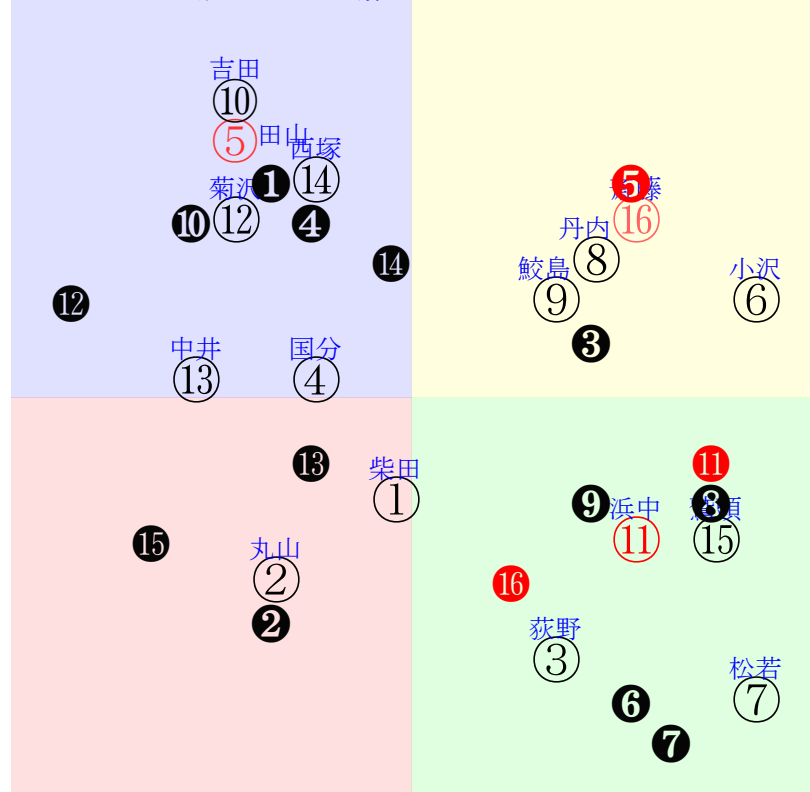 吉田
⑩
⑤ 田山
西塚
❶ ⑭
菊沢
❿ ⑫ ❹
⓮
⓬
中井 国分
⑬ ④
❺
⑯
丹内
⑧
鮫島 小沢
⑨ ⑥
❸
⓭
柴田
①
⓯
丸山
②
❷
⓫
❾ 浜中 ❽
⑪ ⑮
⓰
荻野
③
松若
❻ ⑦
❼